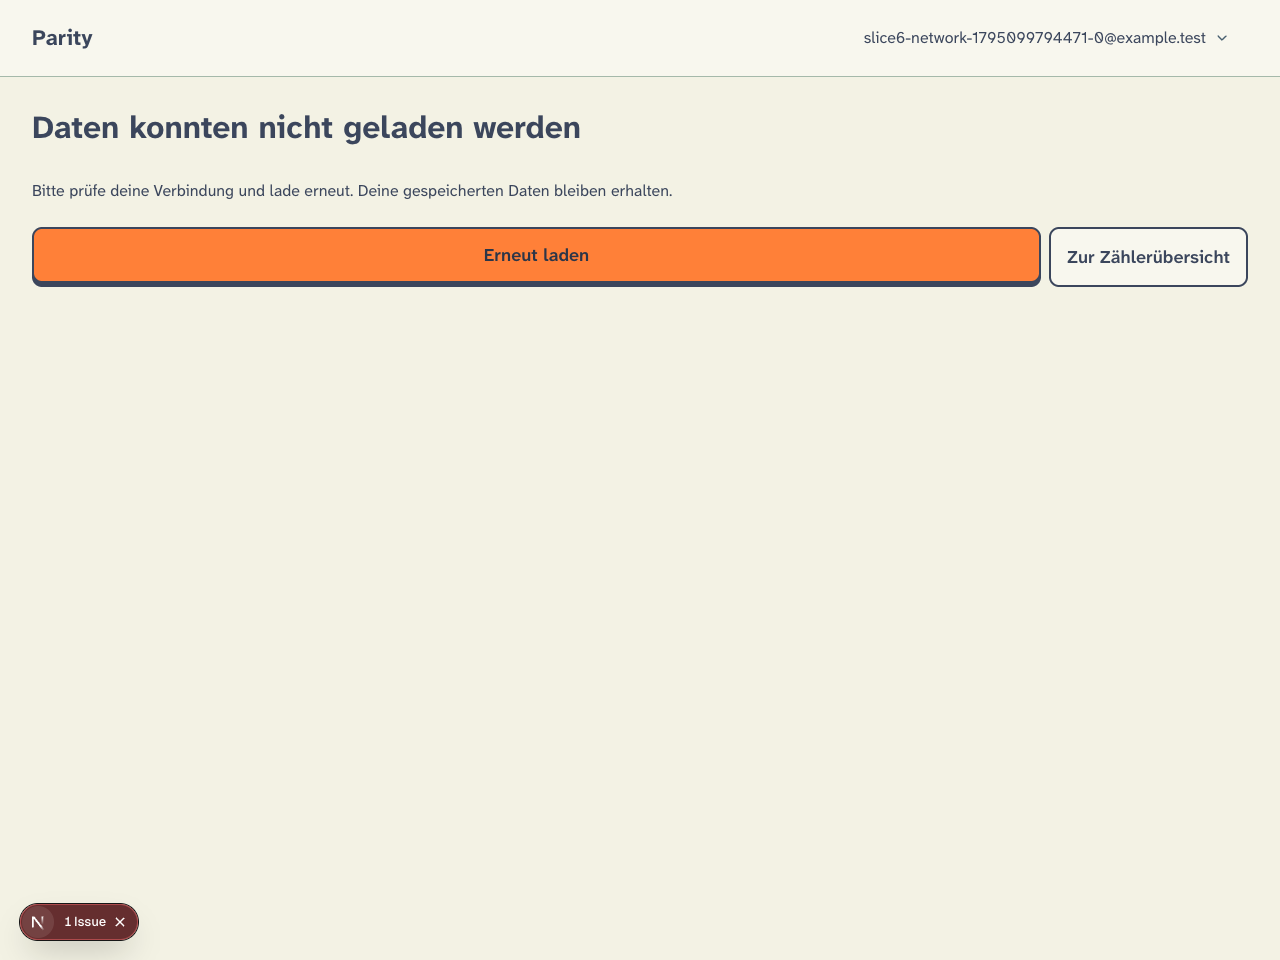 Parity
slice6-network-1795099794471-0@example.test
Daten konnten nicht geladen werden
Bitte prüfe deine Verbindung und lade erneut. Deine gespeicherten Daten bleiben erhalten.
Erneut laden
Zur Zählerübersicht
N 1 Issue